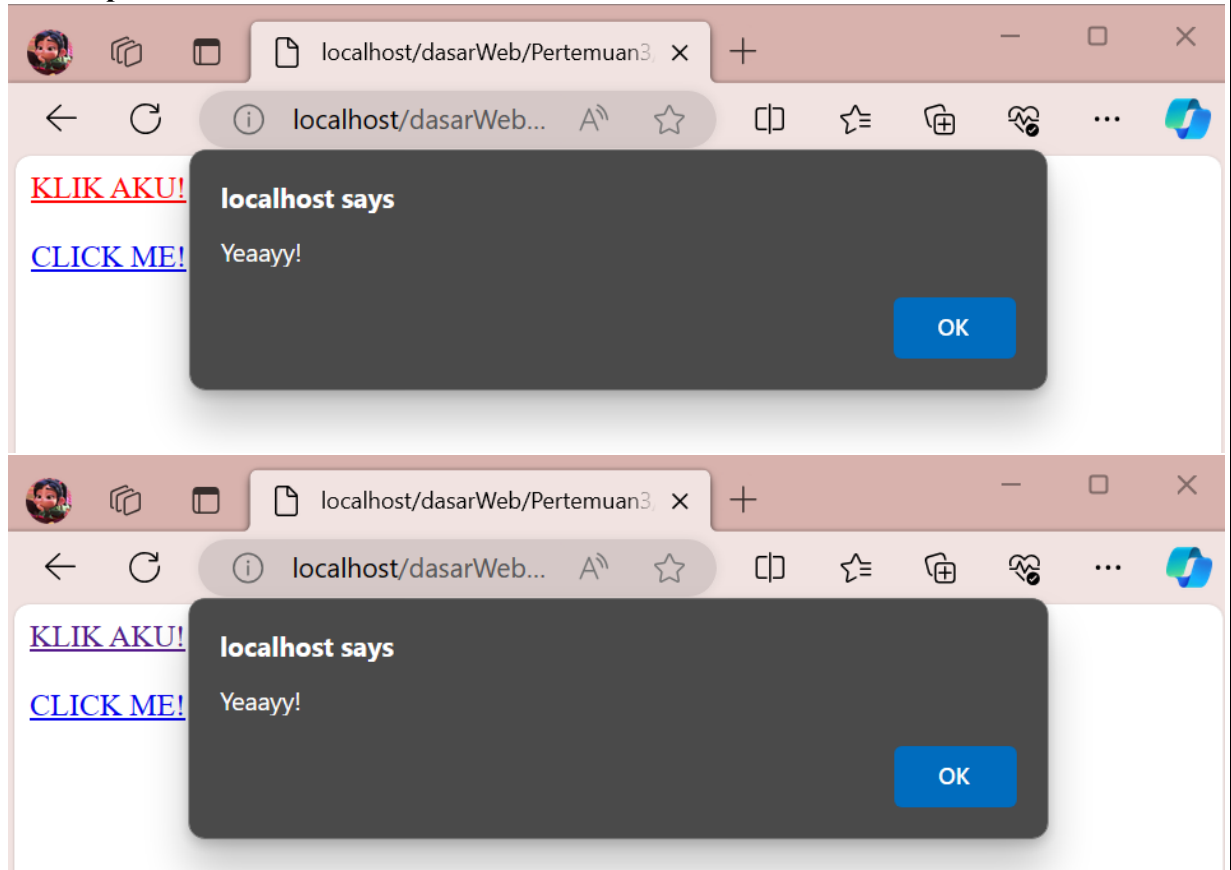 localhost/dasarWeb/Pertemuan3
localhost/dasarWeb...
KLIK AKU!
CLICK ME!
localhost says
Yeaayy!
OK
localhost/dasarWeb/Pertemuan3
localhost/dasarWeb...
KLIK AKU!
CLICK ME!
localhost says
Yeaayy!
OK